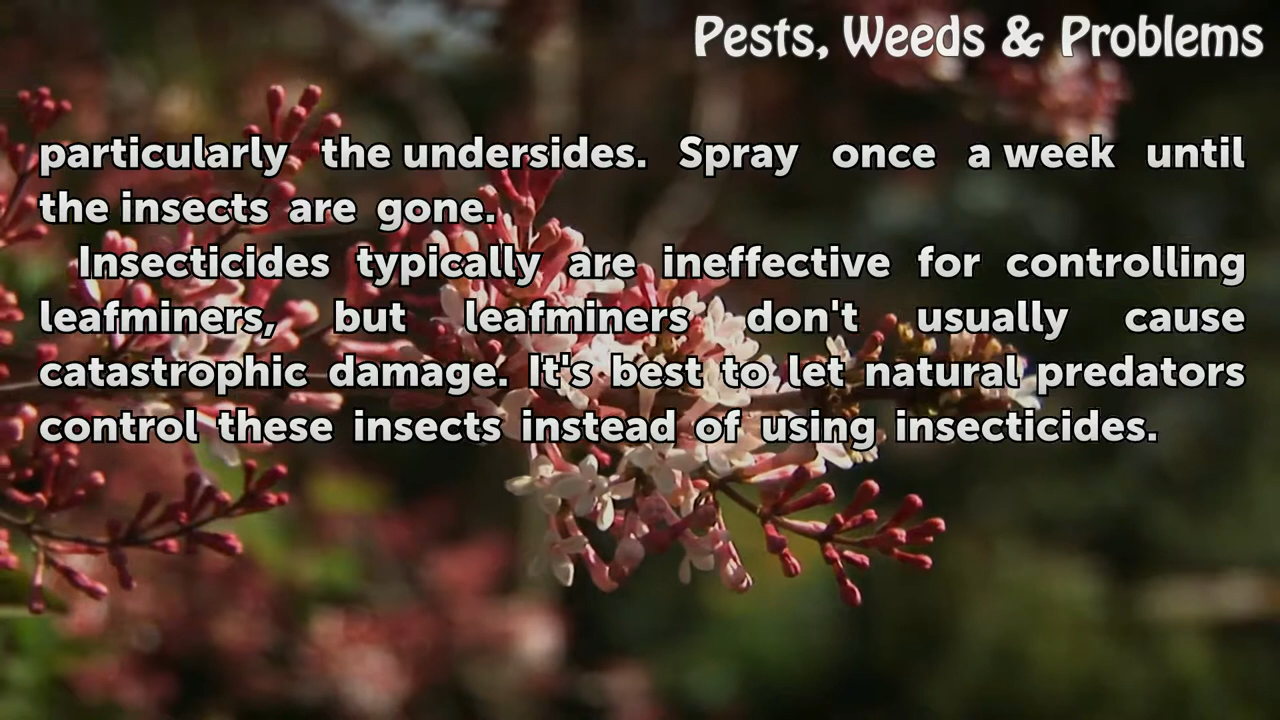 Pests, Weeds & Problems
particularly the undersides. Spray once a week until
the insects are gone.
Insecticides typically are ineffective for controlling
leafminers, but leafminers don't usually cause
catastrophic damage. It's best to let natural predators
control these insects instead of using insecticides.